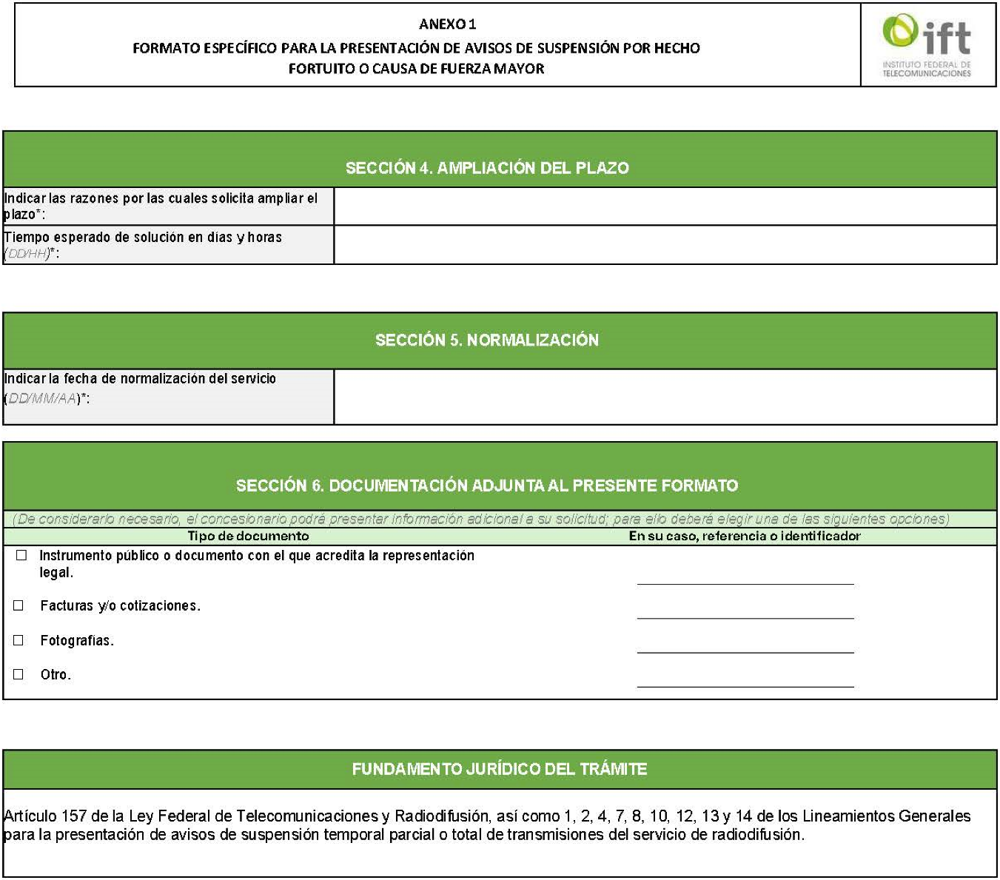 ANEXO 1
FORMATO ESPECÍFICO PARA LA PRESENTACIÓN DE AVISOS DE SUSPENSIÓN POR HECHO
FORTUITO O CAUSA DE FUERZA MAYOR
ift
INSTITUTO FEDERAL DE
TELECOMUNICACIONES
SECCIÓN 4. AMPLIACIÓN DEL PLAZO
Indicar las razones por las cuales solicita ampliar el
plazo*:
Tiempo esperado de solución en días y horas
(DD/HH)*:
SECCIÓN 5. NORMALIZACIÓN
Indicar la fecha de normalización del servicio
(DD/MM/AA)*:
SECCIÓN 6. DOCUMENTACIÓN ADJUNTA AL PRESENTE FORMATO
(De considerarlo necesario, el concesionario podrá presentar información adicional a su solicitud; para ello deberá elegir una de las siguientes opciones)
Tipo de documento En su caso, referencia o identificador
☐ Instrumento público o documento con el que acredita la representación
legal.
☐ Facturas y/o cotizaciones.
☐ Fotografías.
☐ Otro.
FUNDAMENTO JURÍDICO DEL TRÁMITE
Artículo 157 de la Ley Federal de Telecomunicaciones y Radiodifusión, así como 1, 2, 4, 7, 8, 10, 12, 13 y 14 de los Lineamientos Generales
para la presentación de avisos de suspensión temporal parcial o total de transmisiones del servicio de radiodifusión.